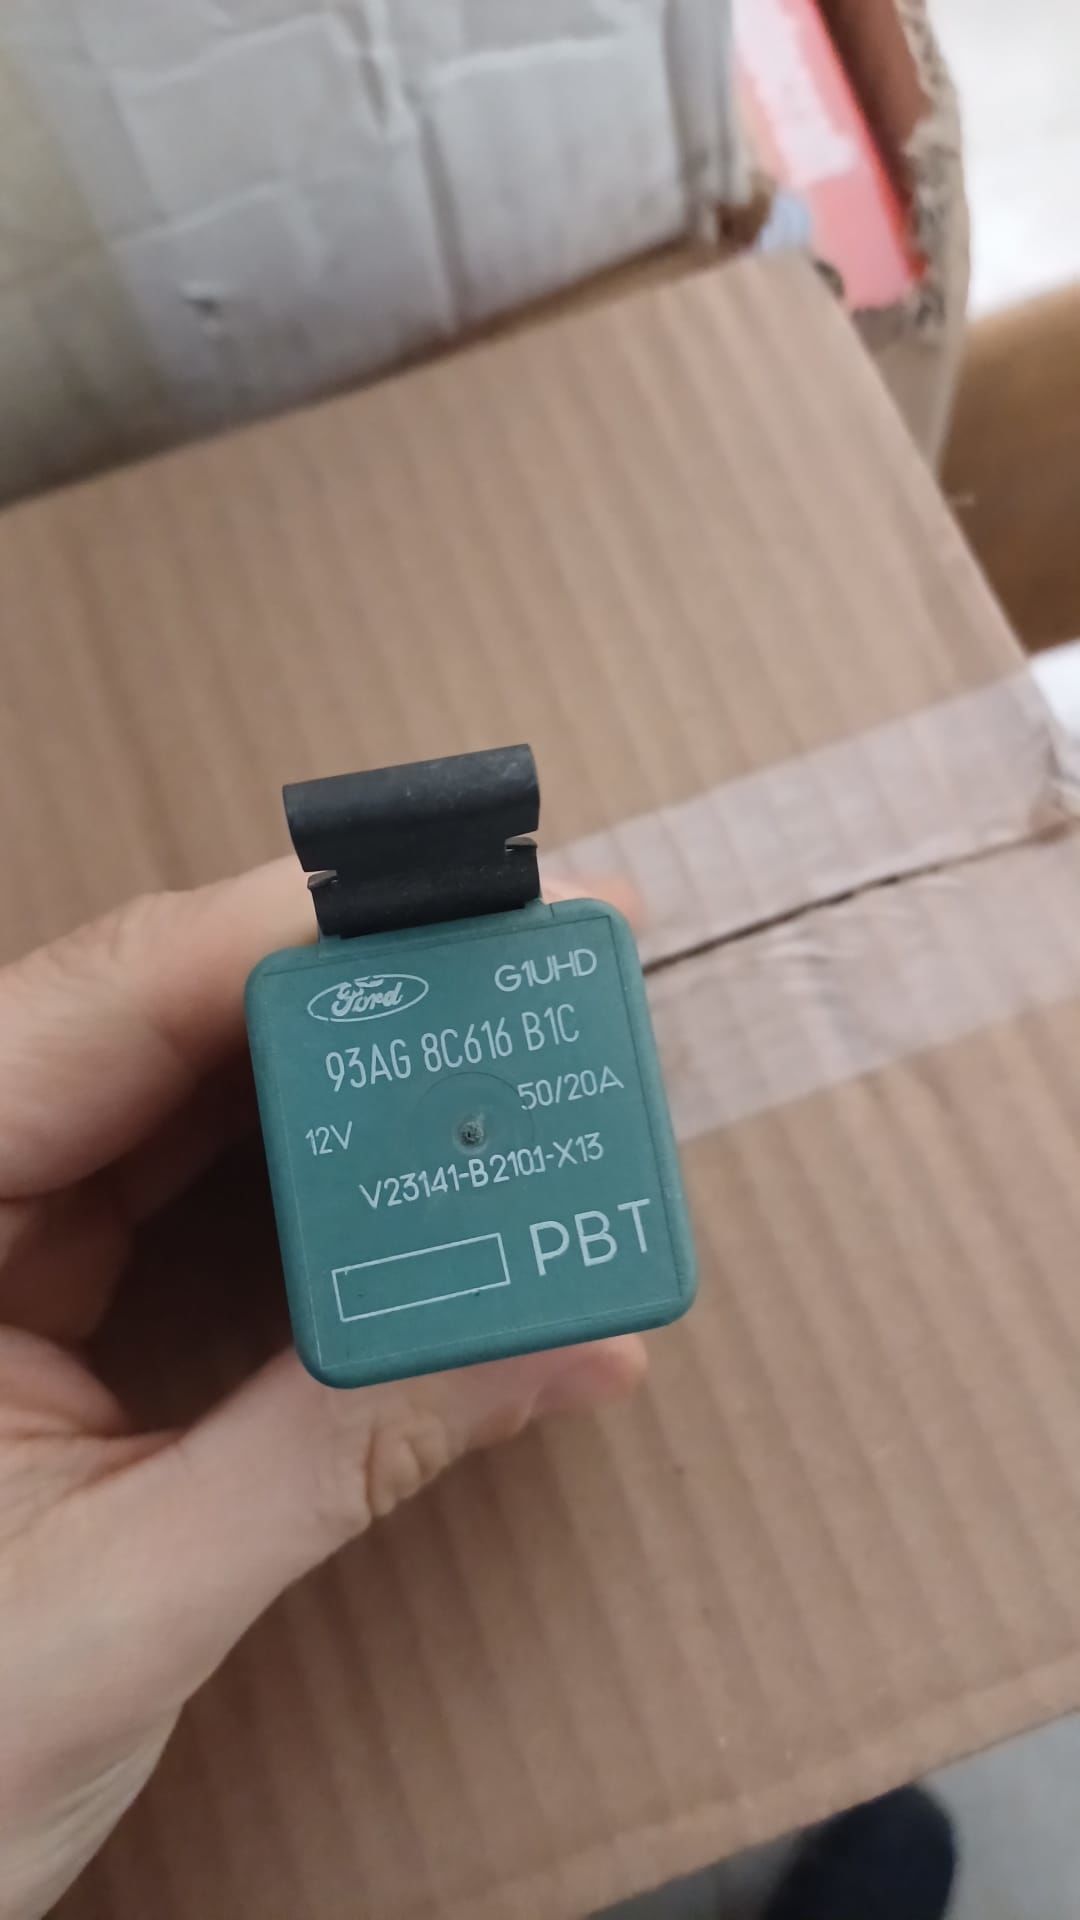 Ford G1UHD
93AG 8C616 B1C
12V 50/20A
V23141-B2101-X13
PBT